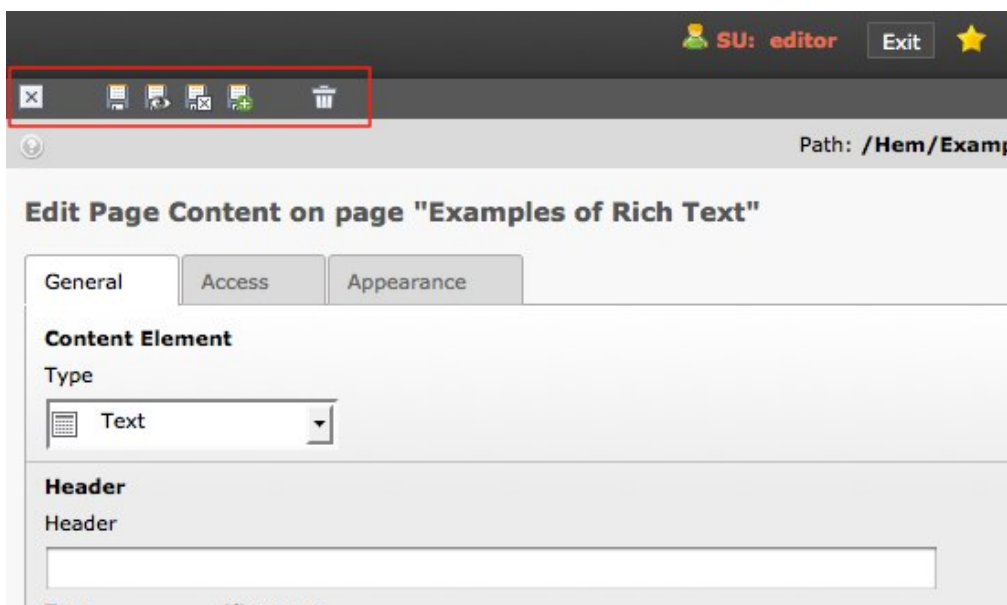 SU: editor Exit
Path: /Hem/Examp
Edit Page Content on page "Examples of Rich Text"
General Access Appearance
Content Element
Type
Text
Header
Header